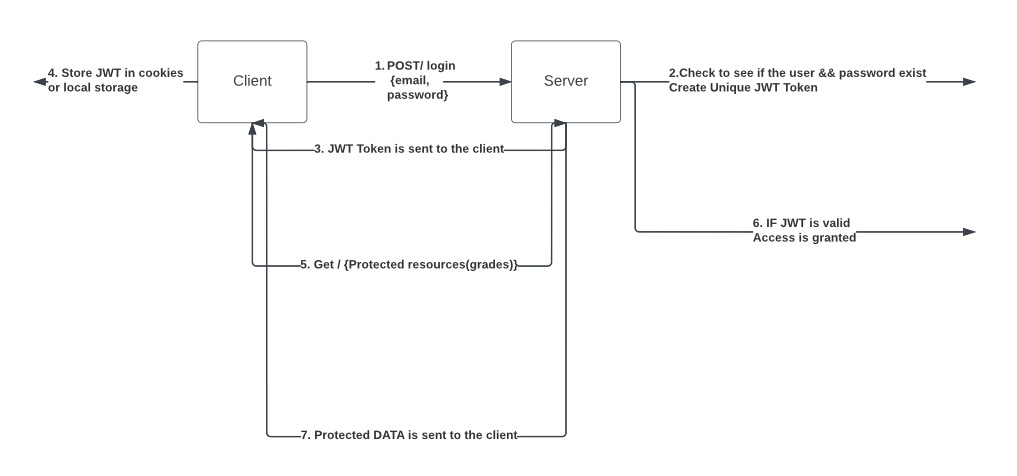 4. Store JWT in cookies
or local storage
Client
1. POST/ login
{email,
password}
Server
2.Check to see if the user && password exist
Create Unique JWT Token
3. JWT Token is sent to the client
6. IF JWT is valid
Access is granted
5. Get / {Protected resources(grades)}
7. Protected DATA is sent to the client